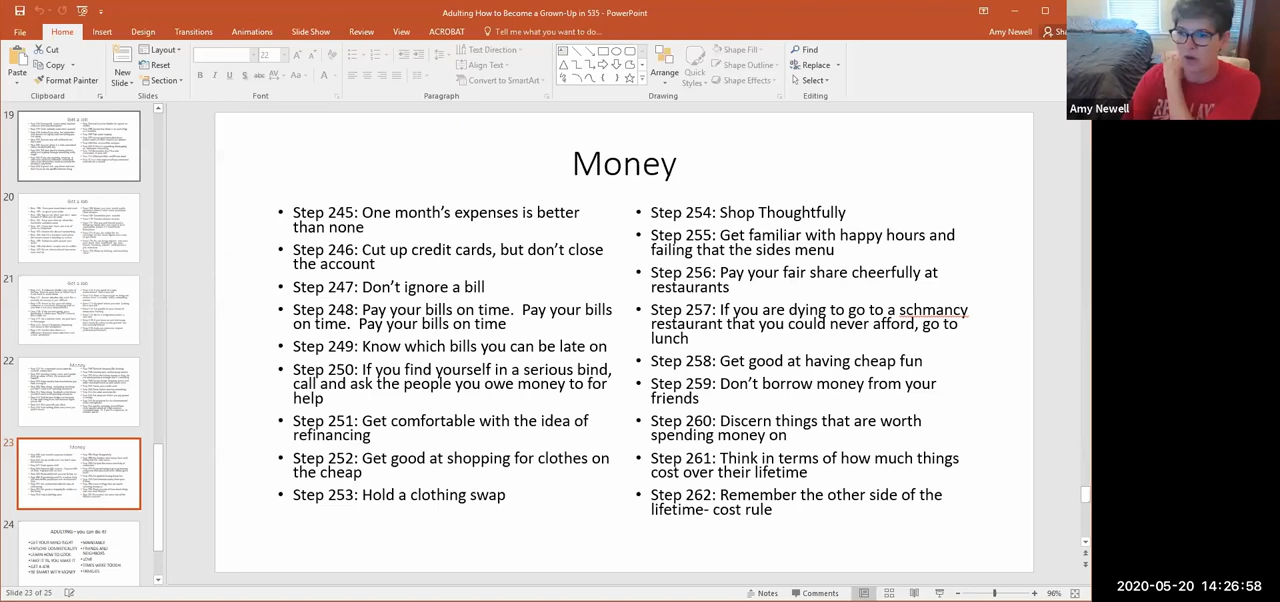 Adulting How to Become a Grown-Up in 535 - PowerPoint
File Home Insert Design Transitions Animations Slide Show Review View ACROBAT Tell me what you want to do... Amy Newell
Paste
Cut
Copy
Format Painter
Clipboard
New
Slide
Layout
Reset
Section
Slides
22
B I U S abc AV Aa A
Font
Text Direction
Align Text
Convert to SmartArt
Paragraph
Arrange
Quick
Styles
Shape Fill
Shape Outline
Shape Effects
Drawing
Find
Replace
Select
Editing
Amy Newell
19
20
21
22
23
24
Money
• Step 245: One month's expenses is better
than none
• Step 246: Cut up credit cards, but don't close
the account
• Step 247: Don't ignore a bill
• Step 248: Pay your bills on time. Pay your bills
on time. Pay your bills on time
• Step 249: Know which bills you can be late on
• Step 250: If you find yourself in a serious bind,
call and ask the people you owe money to for
help
• Step 251: Get comfortable with the idea of
refinancing
• Step 252: Get good at shopping for clothes on
the cheap
• Step 253: Hold a clothing swap
• Step 254: Shop Thoughtfully
• Step 255: Get familiar with happy hours and
failing that the sides menu
• Step 256: Pay your fair share cheerfully at
restaurants
• Step 257: If you are dying to go to a schmancy
restaurant that you could never afford, go to
lunch
• Step 258: Get good at having cheap fun
• Step 259: Don't borrow money from your
friends
• Step 260: Discern things that are worth
spending money on
• Step 261: Think in terms of how much things
cost over their lifetime
• Step 262: Remember the other side of the
lifetime- cost rule
Slide 23 of 25
Notes
Comments
96%
2020-05-20 14:26:58